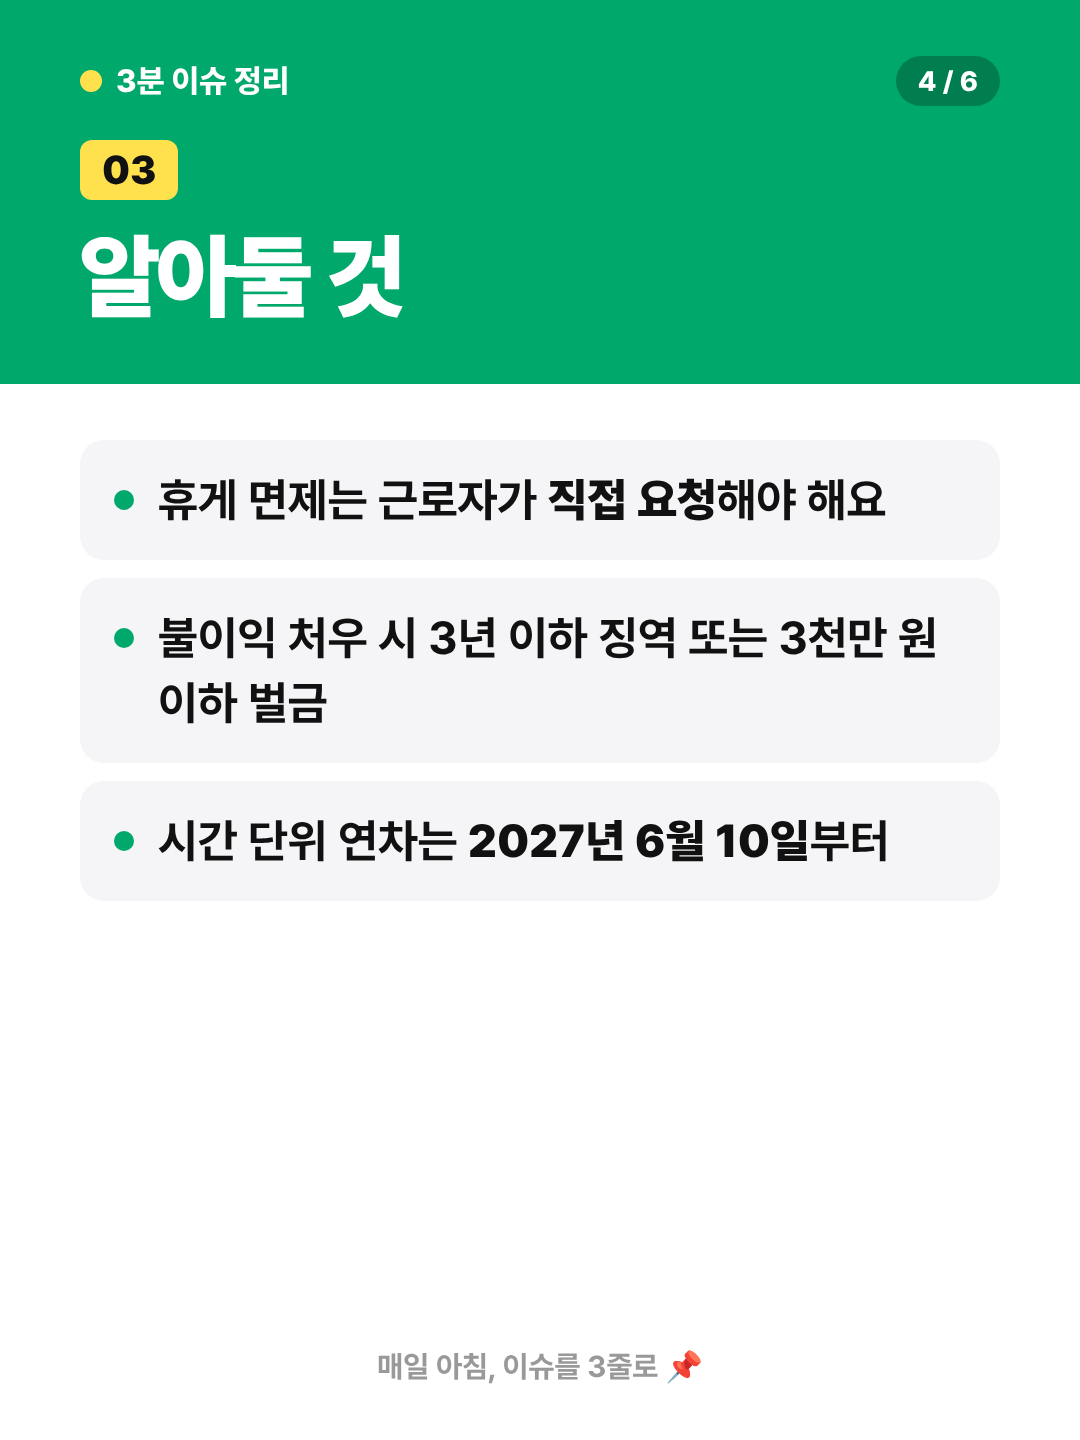 3분 이슈 정리
4 / 6
03
알아둘 것
휴게 면제는 근로자가 직접 요청해야 해요
불이익 처우 시 3년 이하 징역 또는 3천만 원
이하 벌금
시간 단위 연차는 2027년 6월 10일부터
매일 아침, 이슈를 3줄로 📌